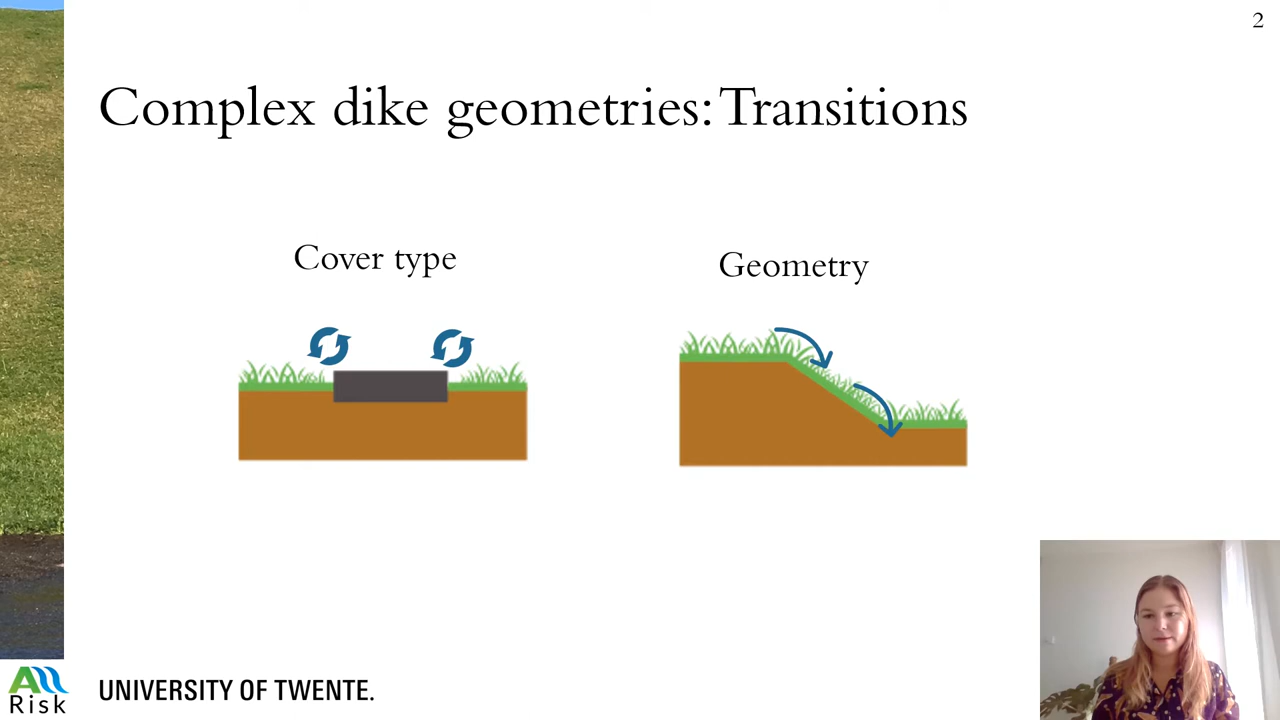 2
Complex dike geometries: Transitions
Cover type
Geometry
A
Risk
UNIVERSITY OF TWENTE.